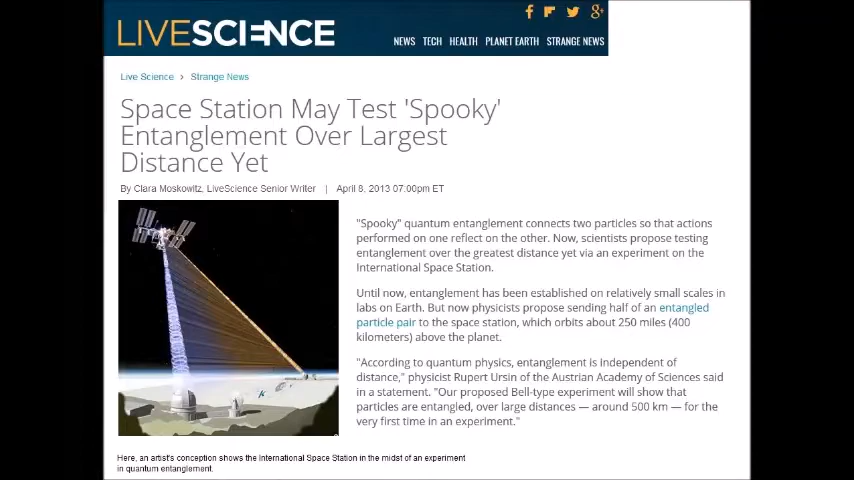 LIVESCIENCE
NEWS TECH HEALTH PLANET EARTH STRANGE NEWS
Live Science > Strange News
Space Station May Test 'Spooky'
Entanglement Over Largest
Distance Yet
By Clara Moskowitz, LiveScience Senior Writer | April 8, 2013 07:00pm ET
"Spooky" quantum entanglement connects two particles so that actions
performed on one reflect on the other. Now, scientists propose testing
entanglement over the greatest distance yet via an experiment on the
International Space Station.
Until now, entanglement has been established on relatively small scales in
labs on Earth. But now physicists propose sending half of an entangled
particle pair to the space station, which orbits about 250 miles (400
kilometers) above the planet.
"According to quantum physics, entanglement is independent of
distance," physicist Rupert Ursin of the Austrian Academy of Sciences said
in a statement. "Our proposed Bell-type experiment will show that
particles are entangled, over large distances — around 500 km — for the
very first time in an experiment."
Here, an artist's conception shows the International Space Station in the midst of an experiment
in quantum entanglement.